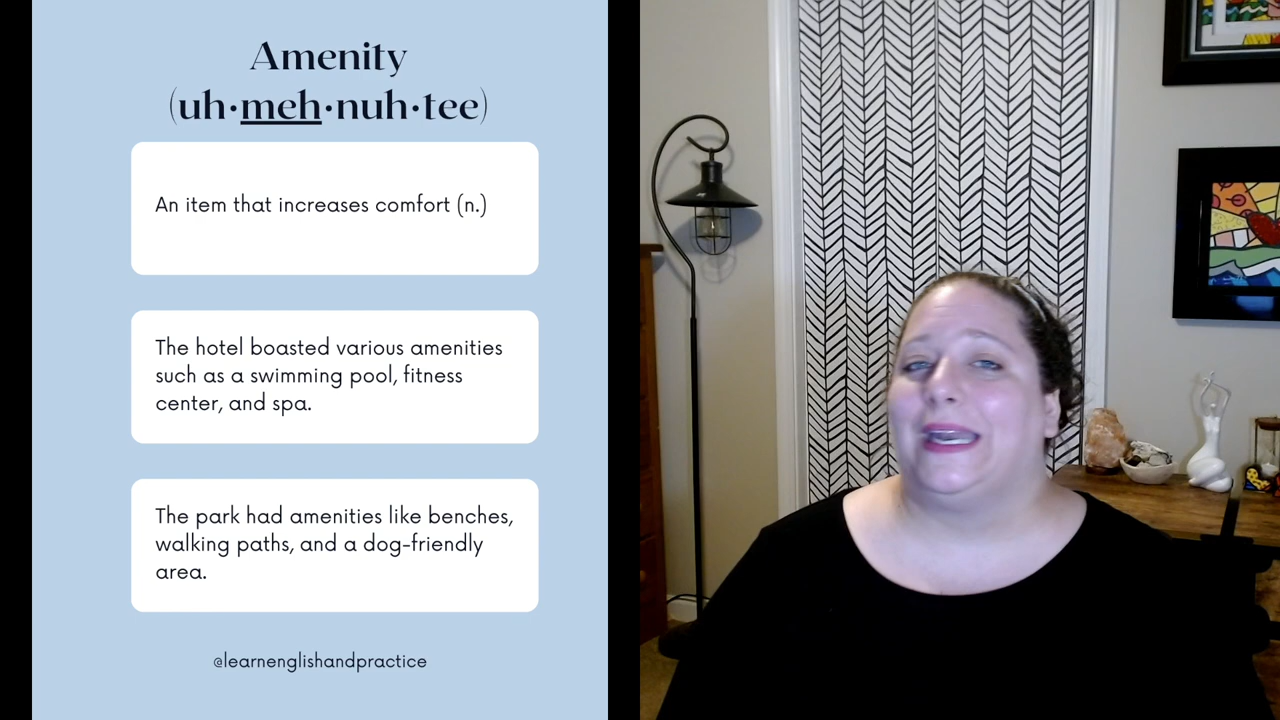 Amenity
(uh•meh•nuh•tee)
An item that increases comfort (n.)
The hotel boasted various amenities
such as a swimming pool, fitness
center, and spa.
The park had amenities like benches,
walking paths, and a dog-friendly
area.
@learnenglishandpractice